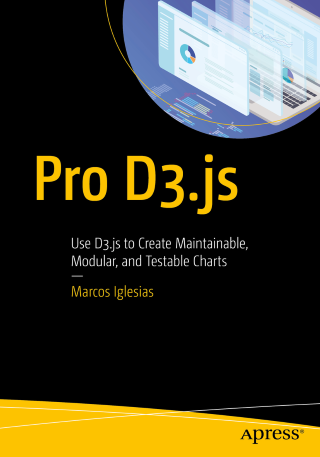 Pro D3.js
Use D3.js to Create Maintainable,
Modular, and Testable Charts
—
Marcos Iglesias
Apress®